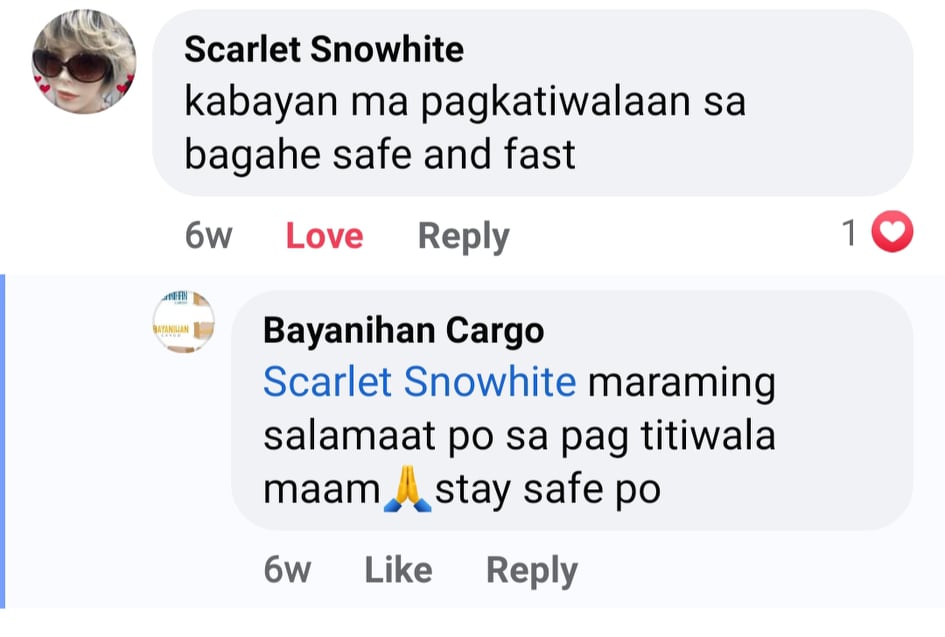 Scarlet Snowhite
kabayan ma pagkatiwalaan sa
bagahe safe and fast
6w Love Reply 1
BAYANIHAN
Bayanihan Cargo
Scarlet Snowhite maraming
salamaat po sa pag titiwala
maam🙏stay safe po
6w Like Reply